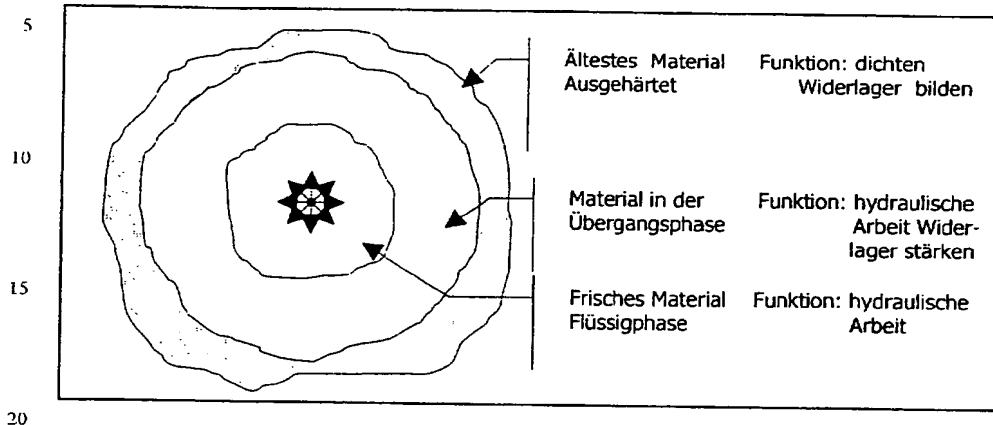 5
Ältestes Material Funktion: dichten
Ausgehärtet Widerlager bilden
10
Material in der Funktion: hydraulische
Übergangsphase Arbeit Wider-
lager stärken
15
Frisches Material Funktion: hydraulische
Flüssigphase Arbeit
20